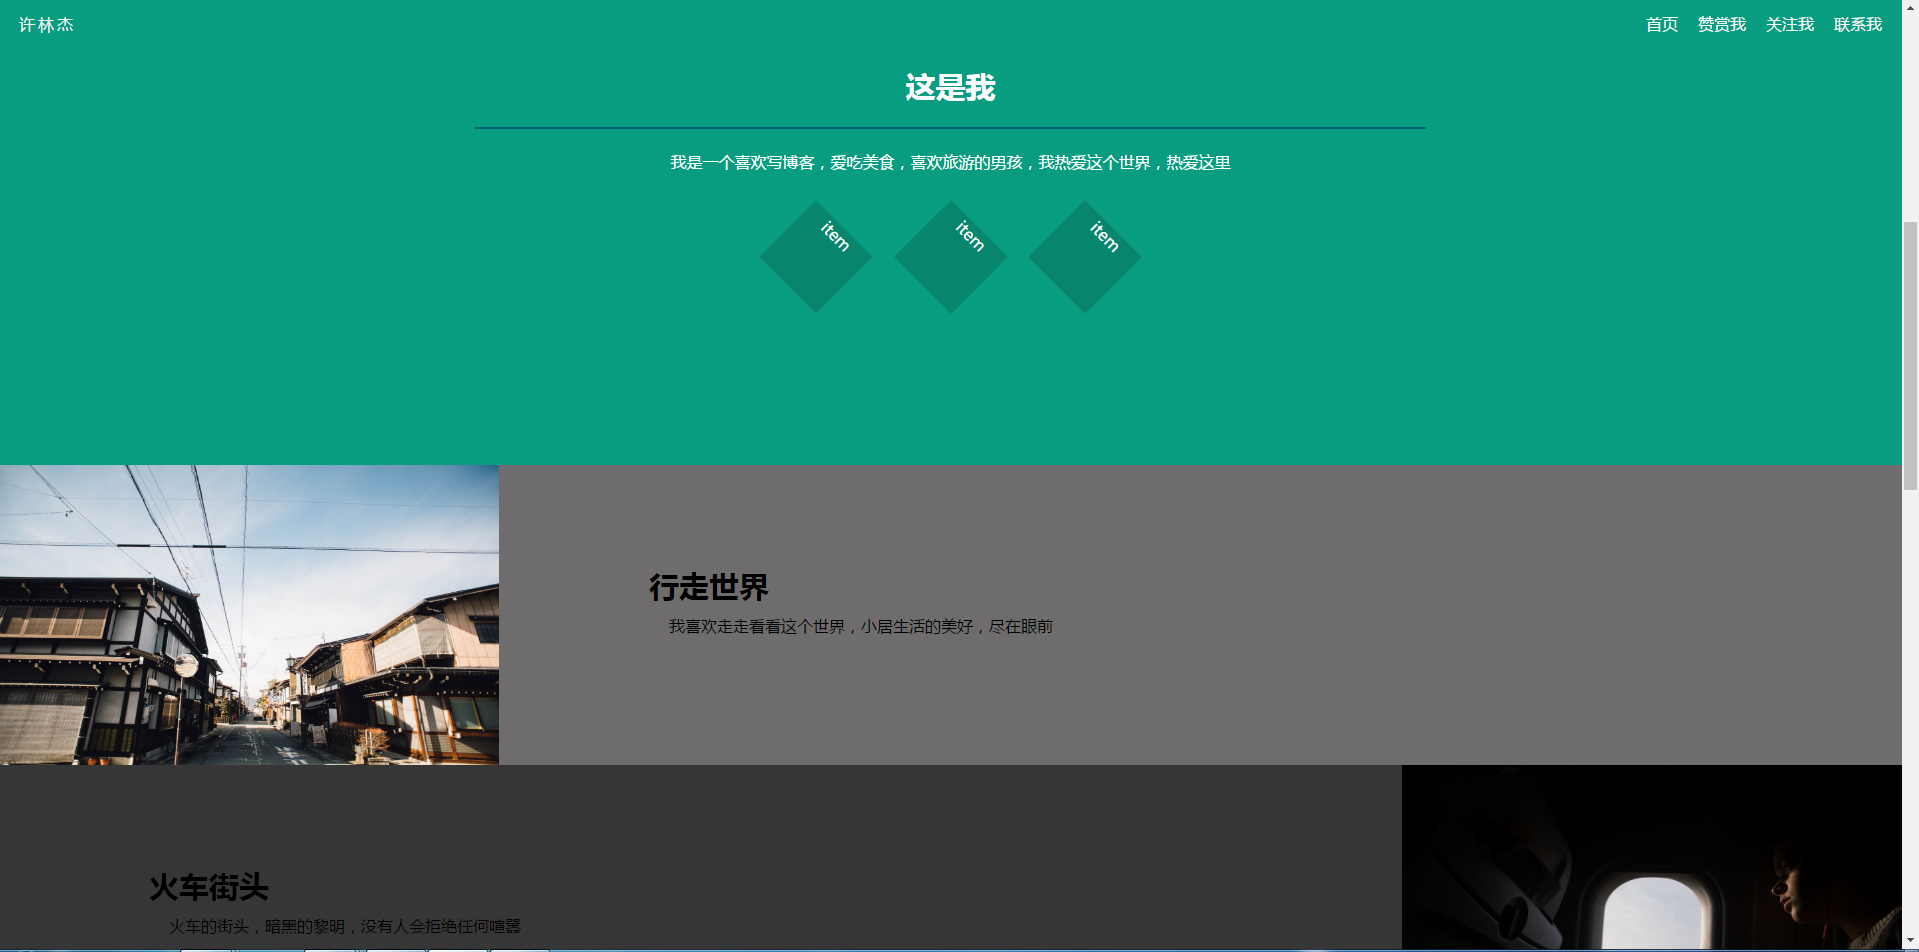 许林杰
首页 赞赏我 关注我 联系我
这是我
我是一个喜欢写博客，爱吃美食，喜欢旅游的男孩，我热爱这个世界，热爱这里
item item item
行走世界
我喜欢走走看看这个世界，小居生活的美好，尽在眼前
火车街头
火车的街头，暗黑的黎明，没有人会拒绝任何喧嚣